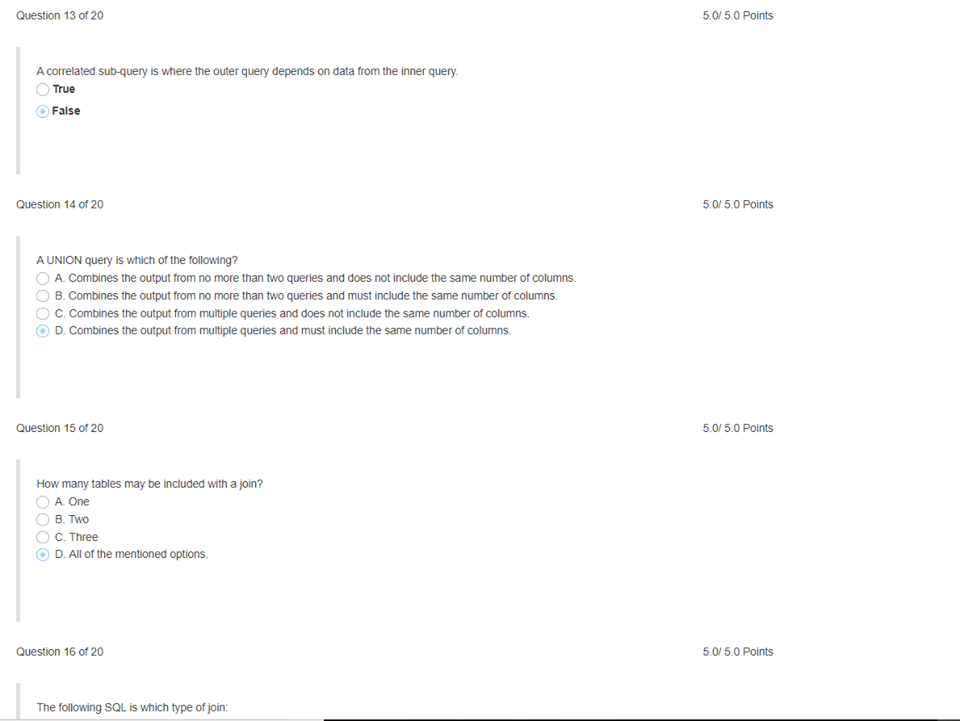 Question 13 of 20 5.0/ 5.0 Points
A correlated sub-query is where the outer query depends on data from the inner query.
True
False
Question 14 of 20 5.0/ 5.0 Points
A UNION query is which of the following?
A. Combines the output from no more than two queries and does not include the same number of columns.
B. Combines the output from no more than two queries and must include the same number of columns.
C. Combines the output from multiple queries and does not include the same number of columns.
D. Combines the output from multiple queries and must include the same number of columns.
Question 15 of 20 5.0/ 5.0 Points
How many tables may be included with a join?
A. One
B. Two
C. Three
D. All of the mentioned options.
Question 16 of 20 5.0/ 5.0 Points
The following SQL is which type of join: